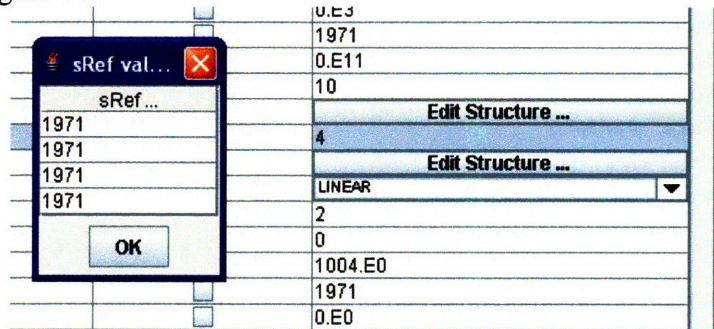 0.E3
1971
sRef val...
0.E11
10
sRef ...
Edit Structure ...
1971
4
1971
Edit Structure ...
1971
LINEAR
1971
2
OK
0
1004.E0
1971
0.E0